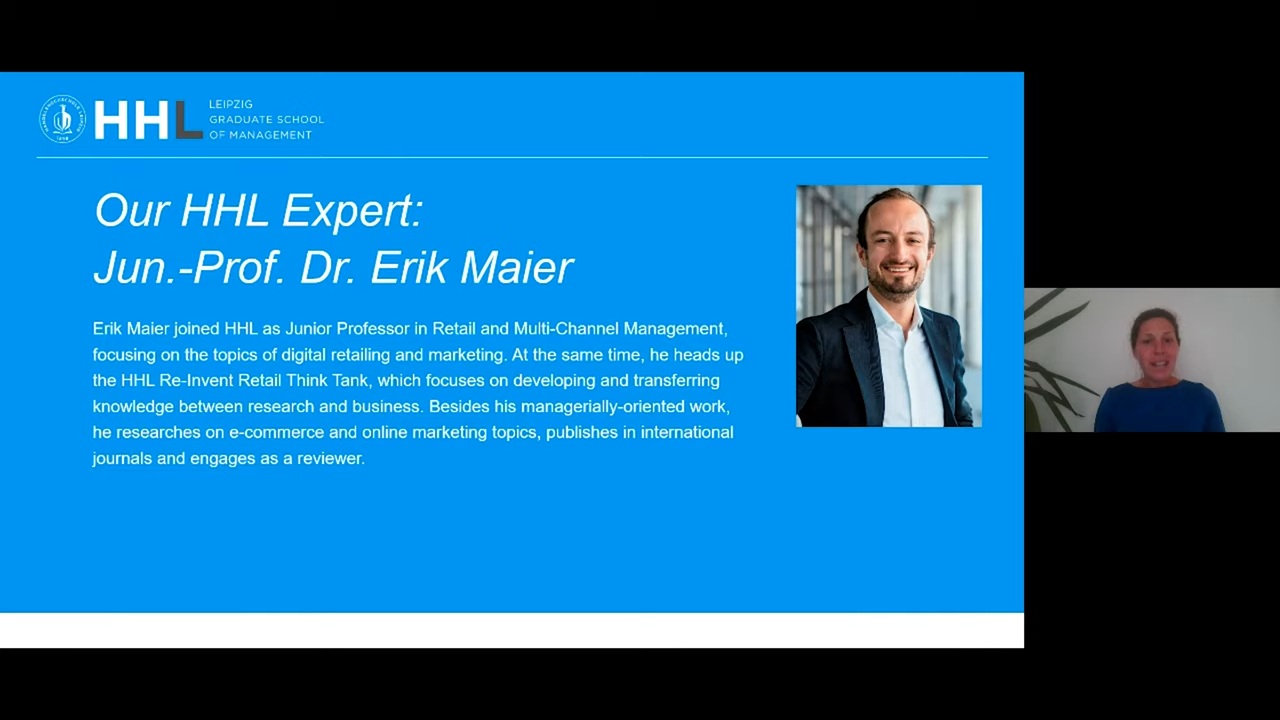 HHL
LEIPZIG
GRADUATE SCHOOL
OF MANAGEMENT
Our HHL Expert:
Jun.-Prof. Dr. Erik Maier
Erik Maier joined HHL as Junior Professor in Retail and Multi-Channel Management,
focusing on the topics of digital retailing and marketing. At the same time, he heads up
the HHL Re-Invent Retail Think Tank, which focuses on developing and transferring
knowledge between research and business. Besides his managerially-oriented work,
he researches on e-commerce and online marketing topics, publishes in international
journals and engages as a reviewer.